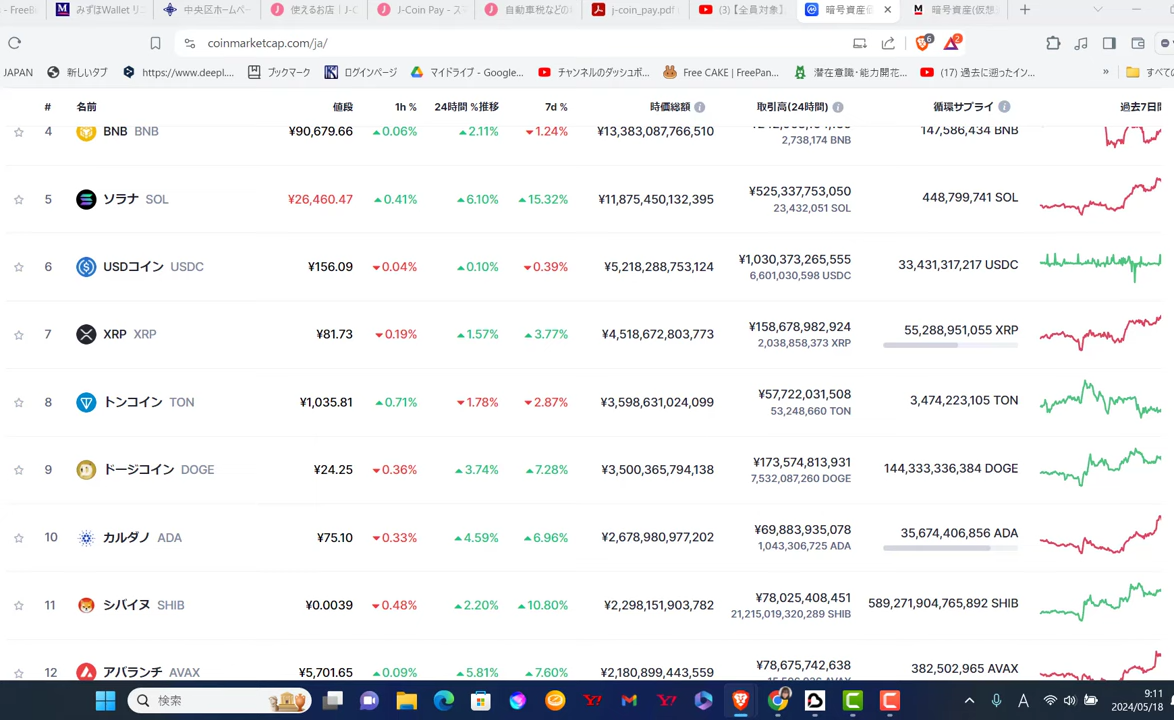 - FreeB
みずほWallet リ
中央区ホームペー
使えるお店 | J-C
J-Coin Pay - ス
自動車税などの
j-coin_pay.pdf
(3)【全員対象】
暗号資産
暗号資産(仮想
coinmarketcap.com/ja/
6
2
JAPAN
新しいタブ
https://www.deepl....
ブックマーク
ログインページ
マイドライブ - Google...
チャンネルのダッシュボ...
Free CAKE | FreePan...
潜在意識・能力開花...
(17) 過去に遡ったイン...
»
すべて
# 名前 値段 1h % 24時間 %推移 7d % 時価総額 取引高(24時間) 循環サプライ 過去7日
4 BNB BNB ¥90,679.66 0.06% 2.11% 1.24% ¥13,383,087,766,510 147,586,434 BNB
2,738,174 BNB
5 ソラナ SOL ¥26,460.47 0.41% 6.10% 15.32% ¥11,875,450,132,395 ¥525,337,753,050 448,799,741 SOL
23,432,051 SOL
6 USDコイン USDC ¥156.09 0.04% 0.10% 0.39% ¥5,218,288,753,124 ¥1,030,373,265,555 33,431,317,217 USDC
6,601,030,598 USDC
7 XRP XRP ¥81.73 0.19% 1.57% 3.77% ¥4,518,672,803,773 ¥158,678,982,924 55,288,951,055 XRP
2,038,858,373 XRP
8 トンコイン TON ¥1,035.81 0.71% 1.78% 2.87% ¥3,598,631,024,099 ¥57,722,031,508 3,474,223,105 TON
53,248,660 TON
9 ドージコイン DOGE ¥24.25 0.36% 3.74% 7.28% ¥3,500,365,794,138 ¥173,574,813,931 144,333,336,384 DOGE
7,532,087,260 DOGE
10 カルダノ ADA ¥75.10 0.33% 4.59% 6.96% ¥2,678,980,977,202 ¥69,883,935,078 35,674,406,856 ADA
1,043,306,725 ADA
11 シバイヌ SHIB ¥0.0039 0.48% 2.20% 10.80% ¥2,298,151,903,782 ¥78,025,408,451 589,271,904,765,892 SHIB
21,215,019,320,289 SHIB
12 アバランチ AVAX ¥5,701.65 0.09% 5.81% 7.60% ¥2,180,899,443,559 ¥78,675,742,638 382,502,965 AVAX
検索
A
9:11
2024/05/18